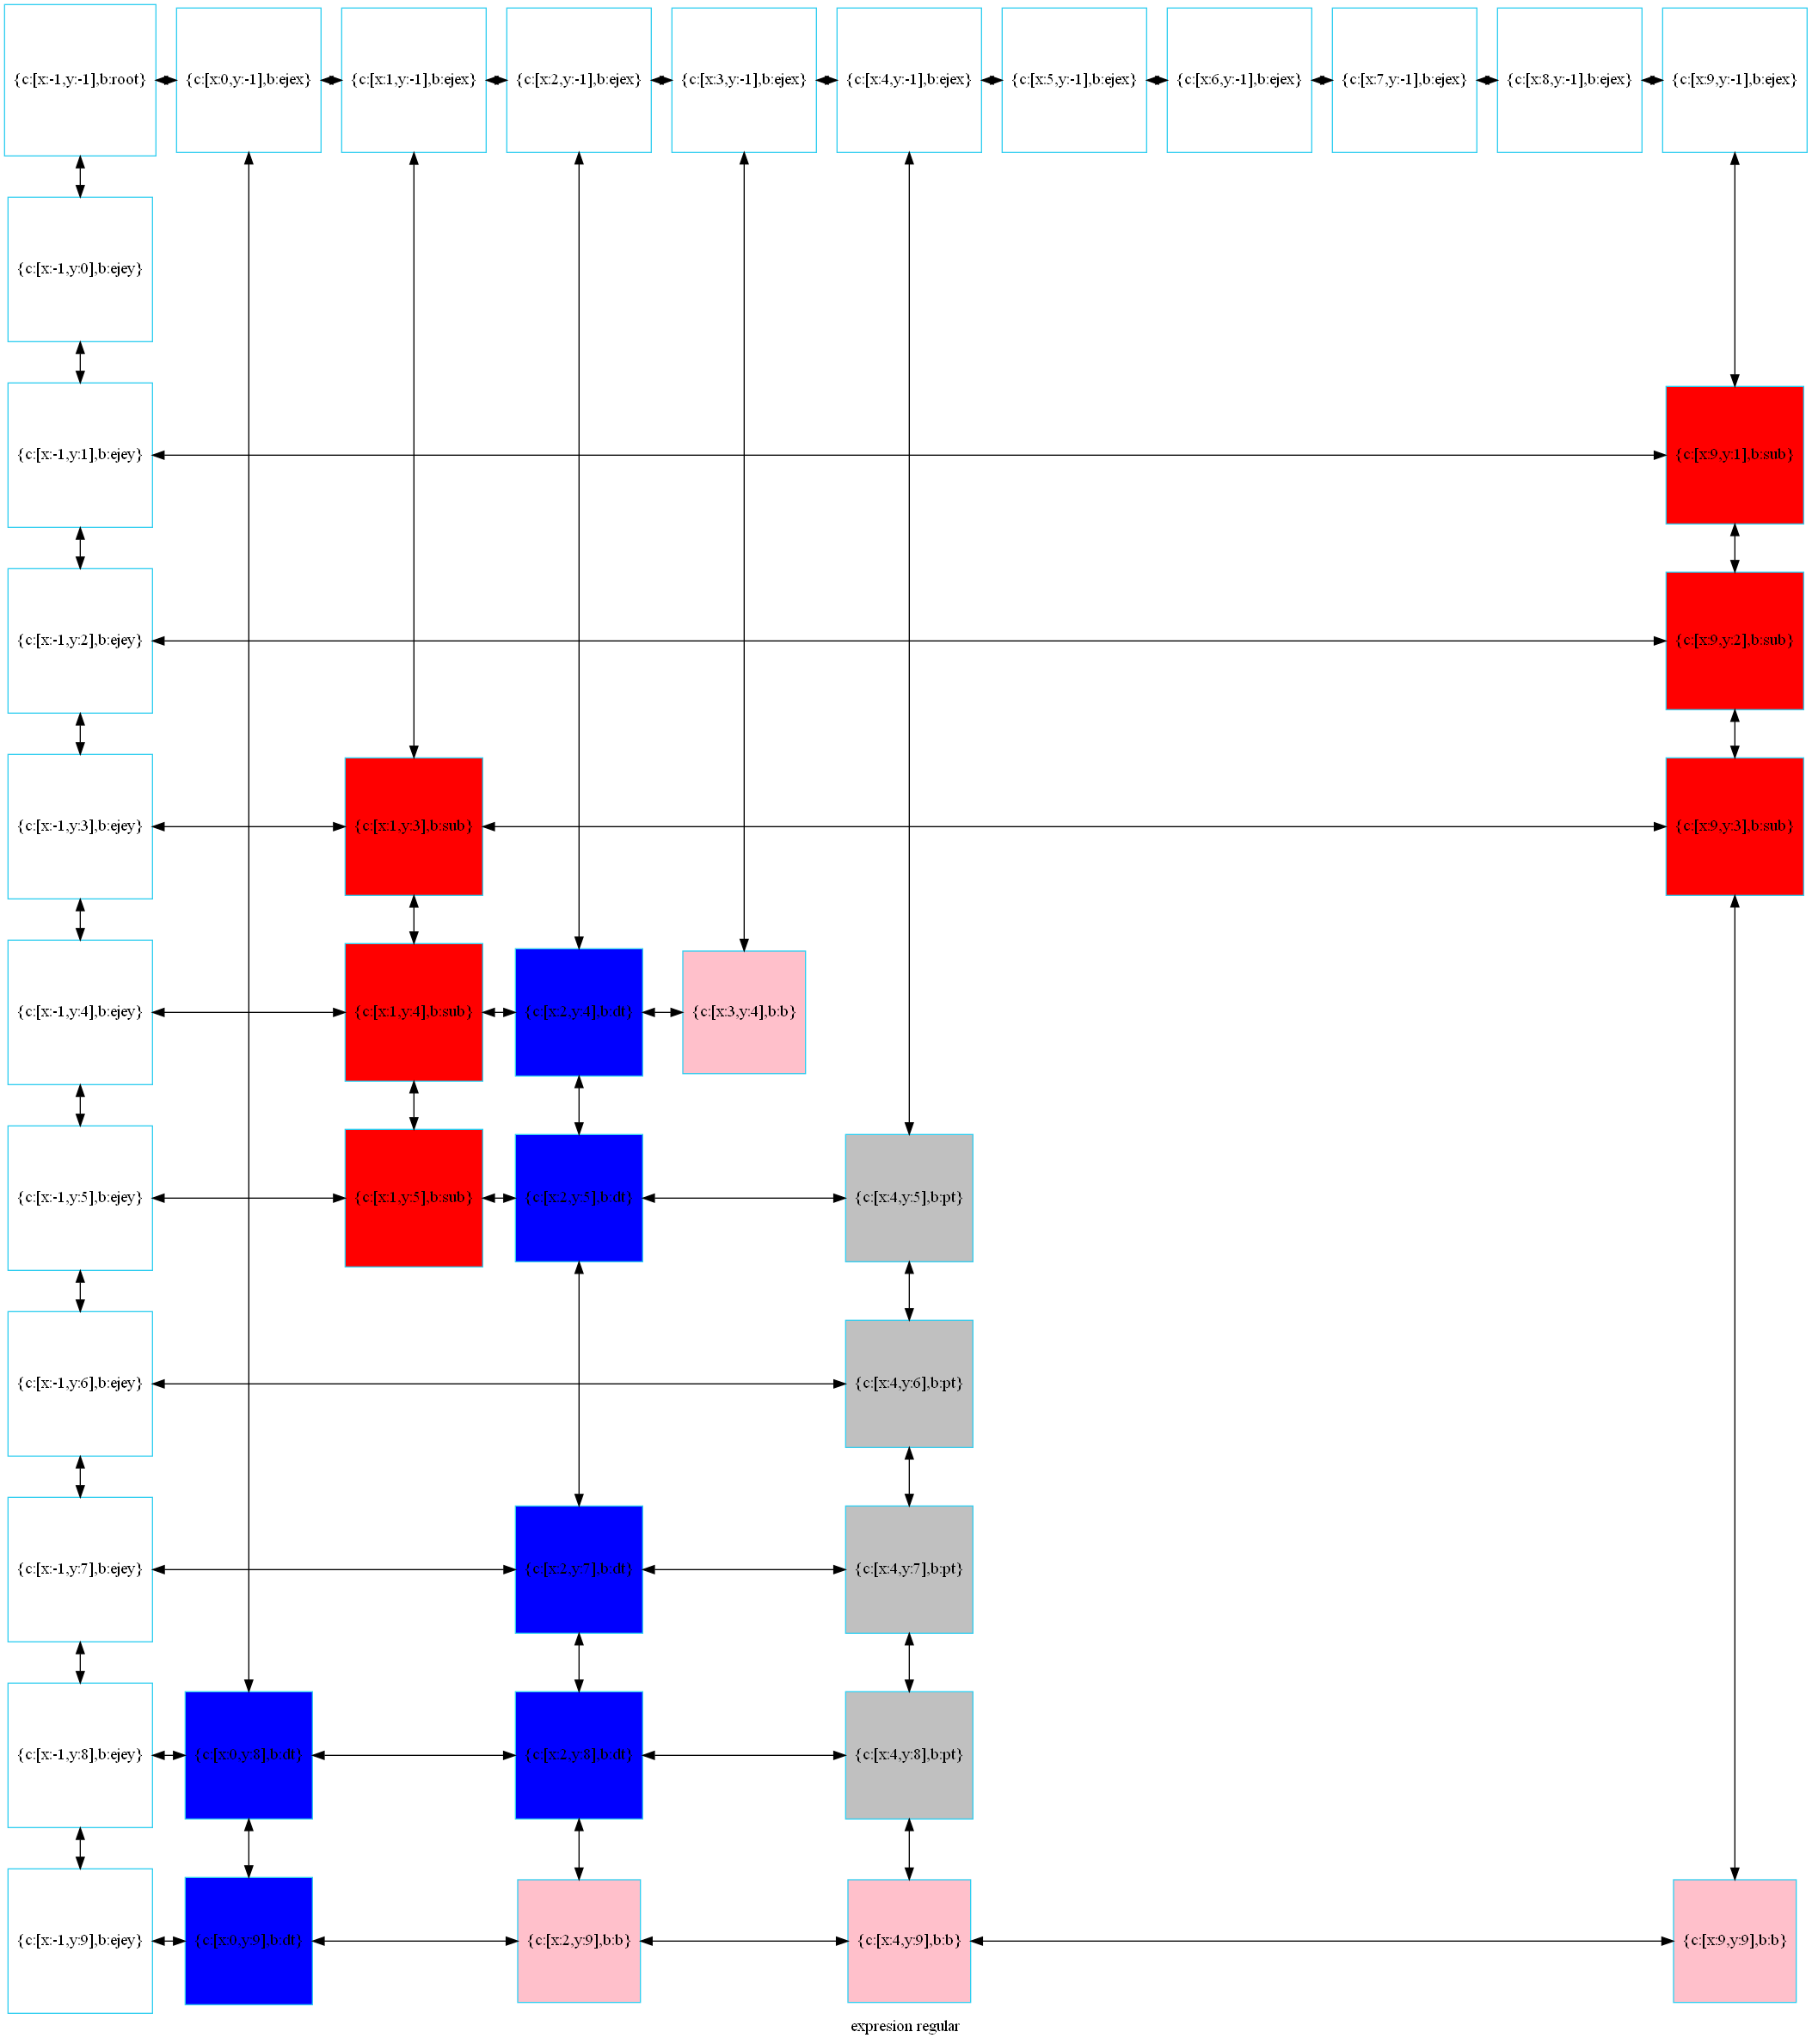 {c:[x:-1,y:-1],b:root} {c:[x:0,y:-1],b:ejex} {c:[x:1,y:-1],b:ejex} {c:[x:2,y:-1],b:ejex} {c:[x:3,y:-1],b:ejex} {c:[x:4,y:-1],b:ejex} {c:[x:5,y:-1],b:ejex} {c:[x:6,y:-1],b:ejex} {c:[x:7,y:-1],b:ejex} {c:[x:8,y:-1],b:ejex} {c:[x:9,y:-1],b:ejex}
{c:[x:-1,y:0],b:ejey}
{c:[x:-1,y:1],b:ejey} {c:[x:9,y:1],b:sub}
{c:[x:-1,y:2],b:ejey} {c:[x:9,y:2],b:sub}
{c:[x:-1,y:3],b:ejey} {c:[x:1,y:3],b:sub} {c:[x:9,y:3],b:sub}
{c:[x:-1,y:4],b:ejey} {c:[x:1,y:4],b:sub} {c:[x:2,y:4],b:dt} {c:[x:3,y:4],b:b}
{c:[x:-1,y:5],b:ejey} {c:[x:1,y:5],b:sub} {c:[x:2,y:5],b:dt} {c:[x:4,y:5],b:pt}
{c:[x:-1,y:6],b:ejey} {c:[x:4,y:6],b:pt}
{c:[x:-1,y:7],b:ejey} {c:[x:2,y:7],b:dt} {c:[x:4,y:7],b:pt}
{c:[x:-1,y:8],b:ejey} {c:[x:0,y:8],b:dt} {c:[x:2,y:8],b:dt} {c:[x:4,y:8],b:pt}
{c:[x:-1,y:9],b:ejey} {c:[x:0,y:9],b:dt} {c:[x:2,y:9],b:b} {c:[x:4,y:9],b:b} {c:[x:9,y:9],b:b}
expresion regular